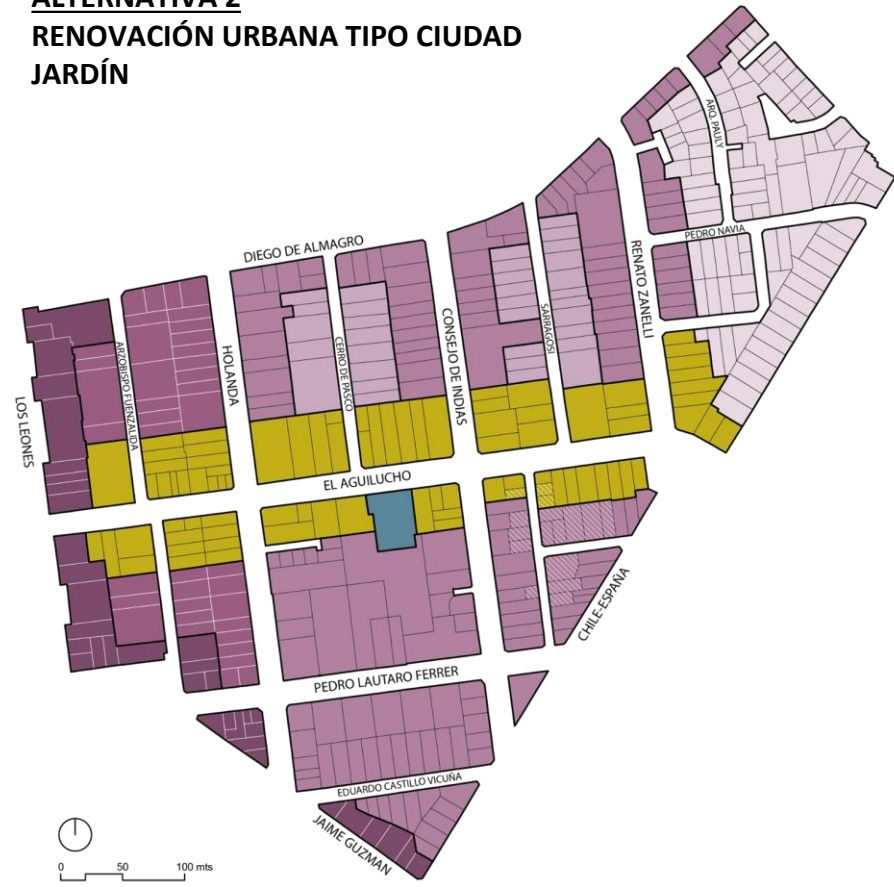 ALTERNATIVA 2
RENOVACIÓN URBANA TIPO CIUDAD
JARDÍN
ARQ. PAULY
PEDRO NAVIA
DIEGO DE ALMAGRO
RENATO ZANELLI
SARRAGOSI
CONSEJO DE INDIAS
CERRO DE PASCO
HOLANDA
ARZOBISPO FUENZALIDA
LOS LEONES
EL AGUILUCHO
CHILE-ESPAÑA
PEDRO LAUTARO FERRER
EDUARDO CASTILLO VICUÑA
JAIME GUZMAN
0 50 100 mts